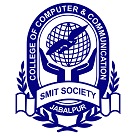 COLLEGE OF COMPUTER & COMMUNICATION
SMIT SOCIETY
JABALPUR